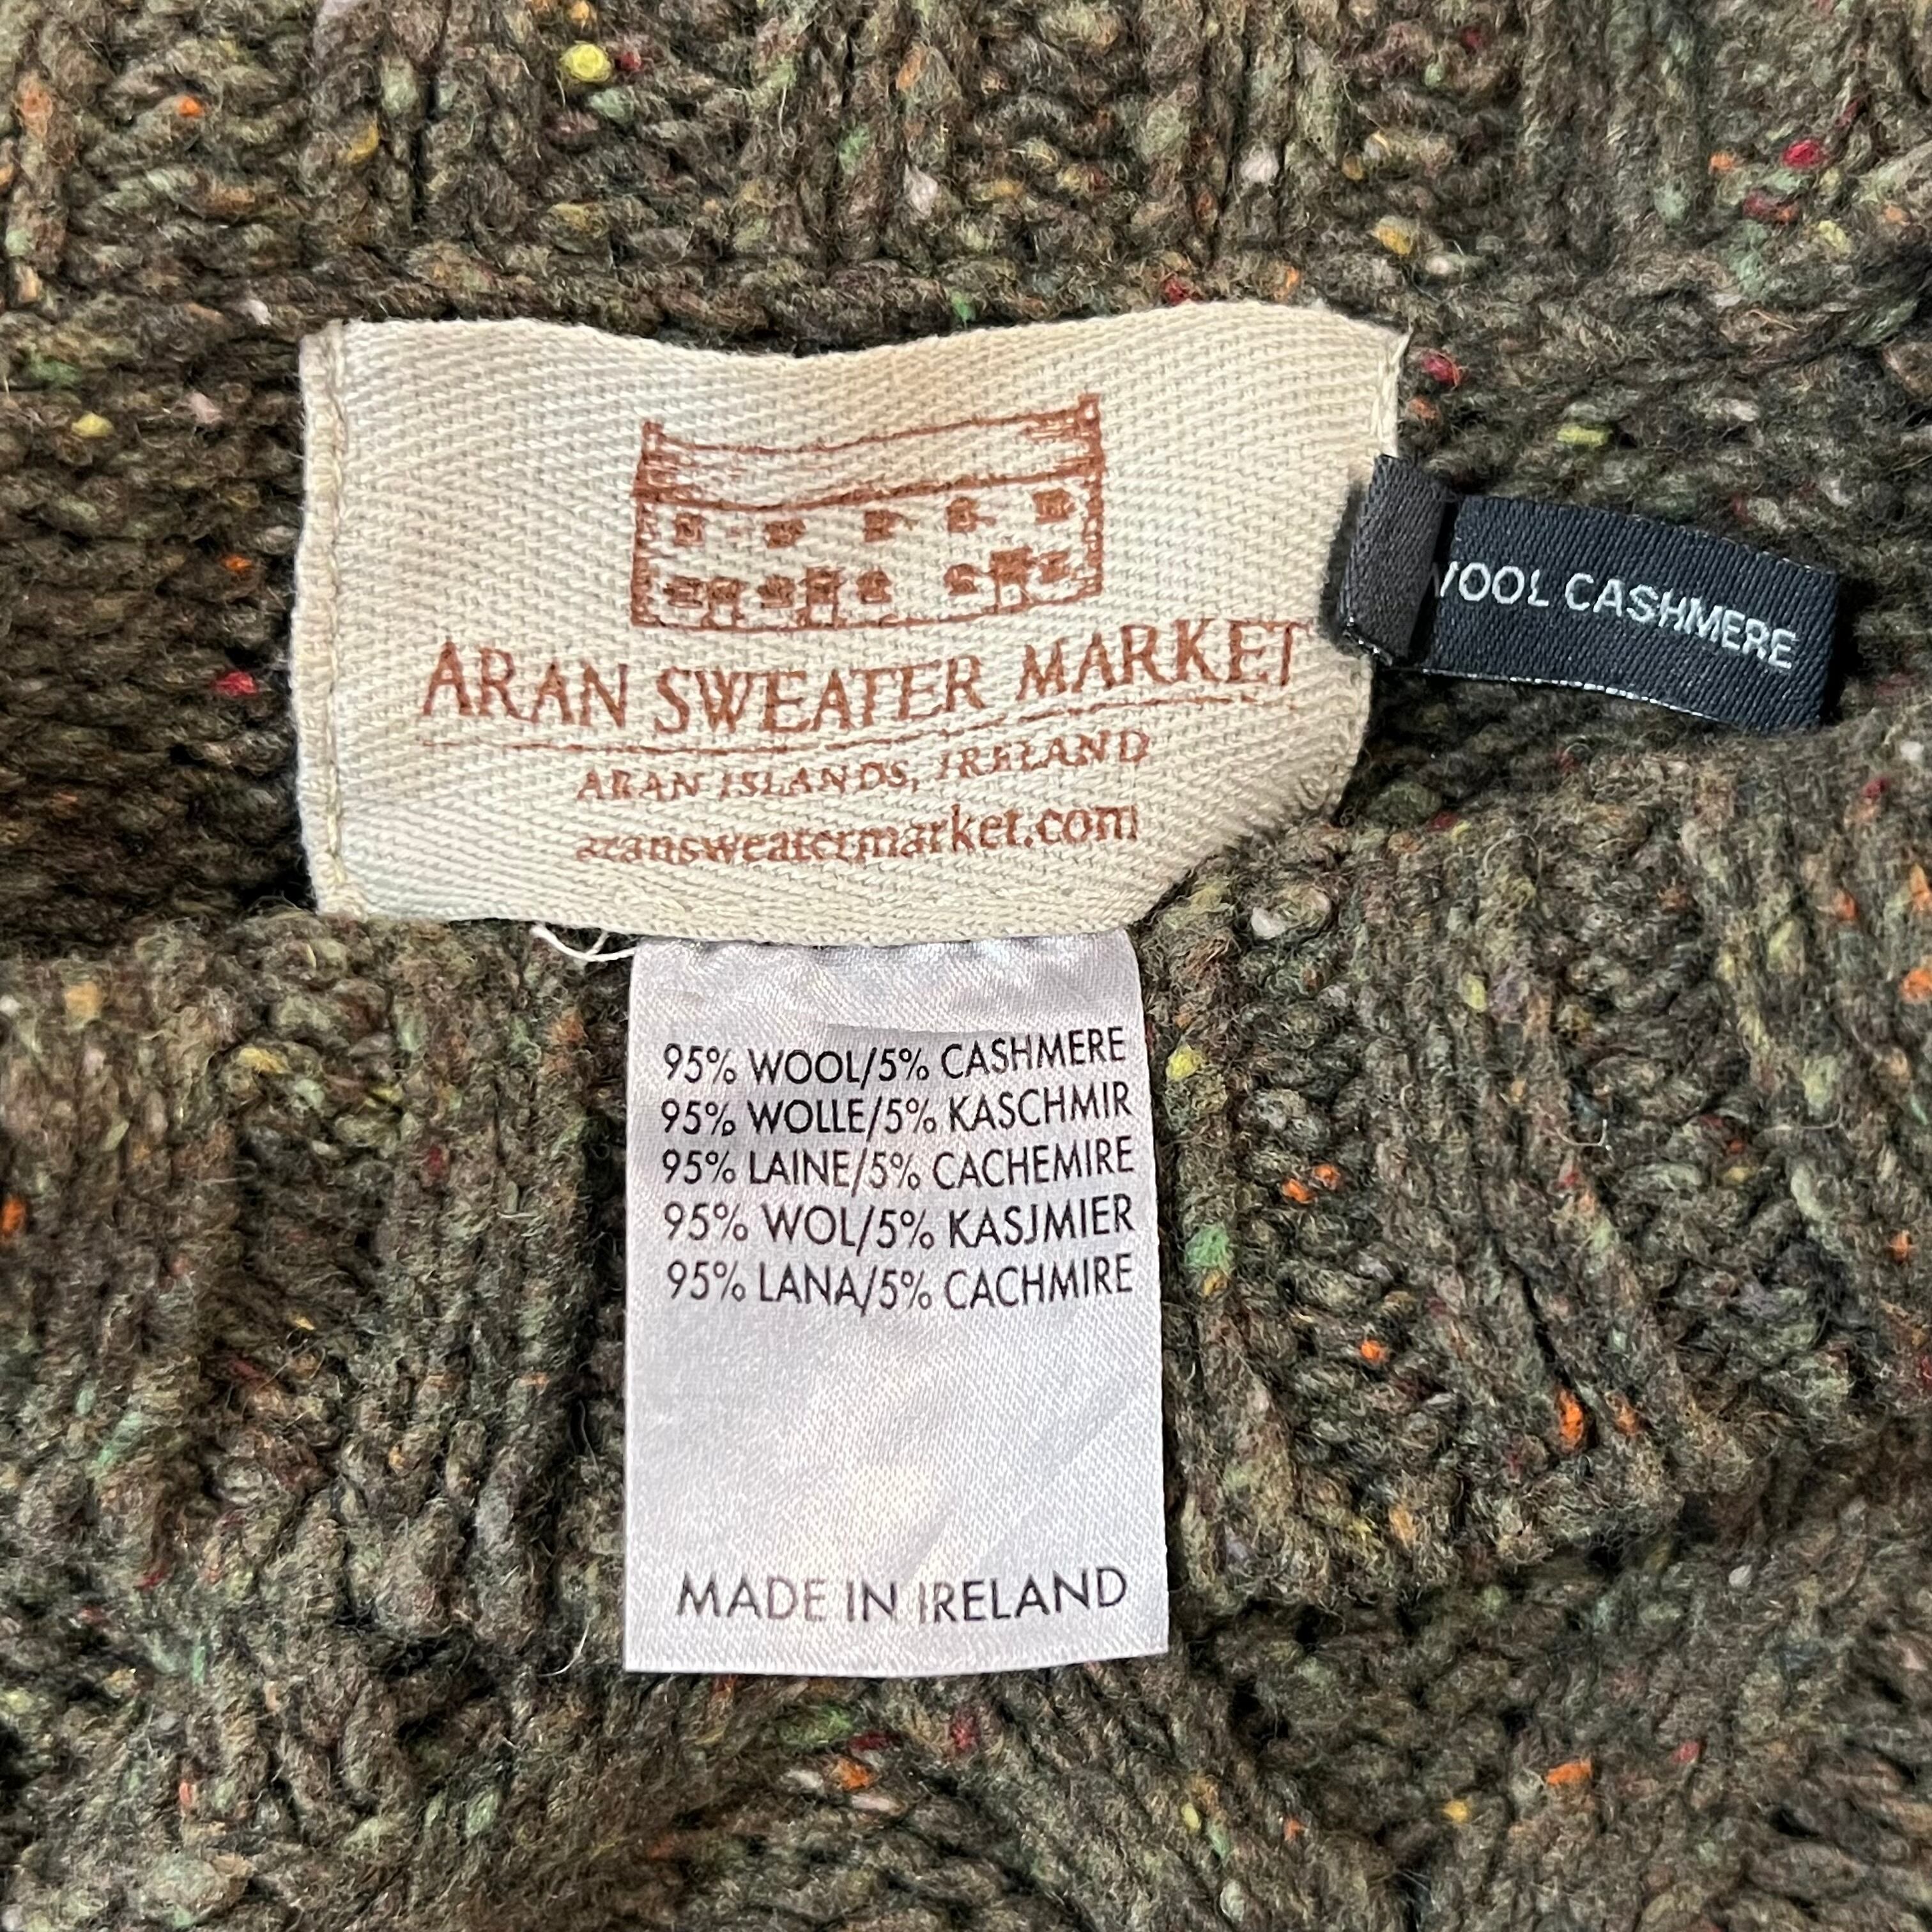 ARAN SWEATER MARKET
ARAN ISLANDS, IRELAND
aransweatermarket.com
WOOL CASHMERE
95% WOOL/5% CASHMERE
95% WOLLE/5% KASCHMIR
95% LAINE/5% CACHEMIRE
95% WOL/5% KASJMIER
95% LANA/5% CACHMIRE
MADE IN IRELAND